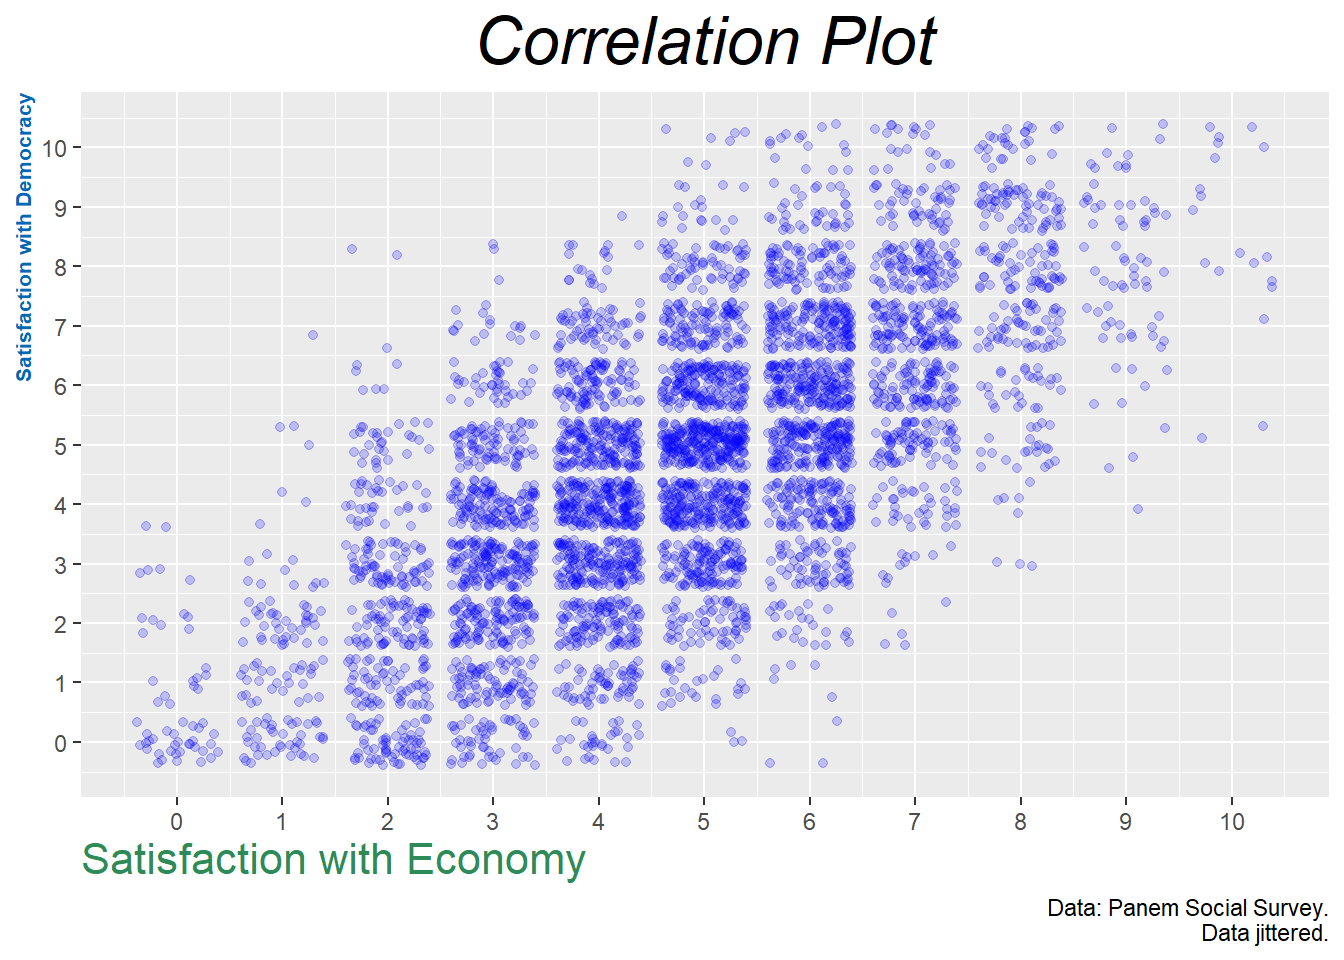 Correlation Plot
Satisfaction with Democracy
10
9
8
7
6
5
4
3
2
1
0
0 1 2 3 4 5 6 7 8 9 10
Satisfaction with Economy
Data: Panem Social Survey.
Data jittered.